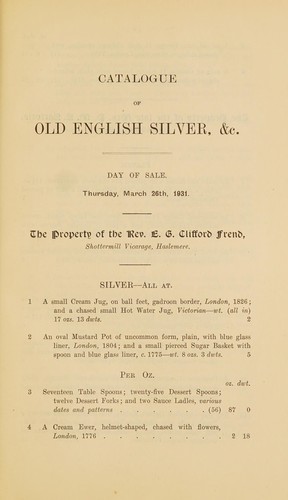 CATALOGUE
OF
OLD ENGLISH SILVER, &c.
DAY OF SALE.
Thursday, March 26th, 1931.
The Property of the Rev. E. G. Clifford Frend,
Shottermill Vicarage, Haslemere.
SILVER—ALL AT.
1 A small Cream Jug, on ball feet, gadroon border, London, 1826;
and a chased small Hot Water Jug, Victorian—wt. (all in)
17 ozs. 13 dwts. 2
2 An oval Mustard Pot of uncommon form, plain, with blue glass
liner, London, 1804; and a small pierced Sugar Basket with
spoon and blue glass liner, c. 1775—wt. 8 ozs. 3 dwts. 5
PER OZ.
oz. dwt.
3 Seventeen Table Spoons; twenty-five Dessert Spoons;
twelve Dessert Forks; and two Sauce Ladles, various
dates and patterns . . . . . . . (56) 87 0
4 A Cream Ewer, helmet-shaped, chased with flowers,
London, 1776 . . . . . . . . . 2 18